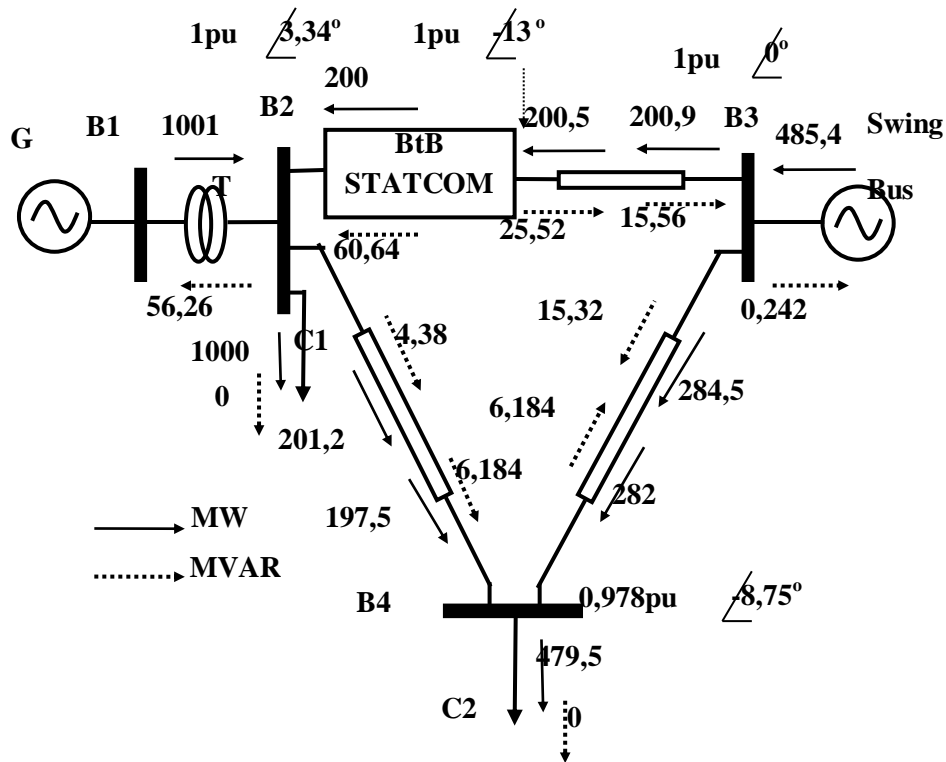 1pu 3,34º 1pu -13º
1pu 0º
200
B2
B1 1001 200,5 200,9 B3 485,4 Swing
G BtB
T STATCOM Bus
60,64 25,52 15,56
56,26 0,242
4,38 15,32
1000 C1
0 284,5
6,184
201,2
6,184 282
197,5
MW
MVAR
B4 0,978pu -8,75º
479,5
C2 0